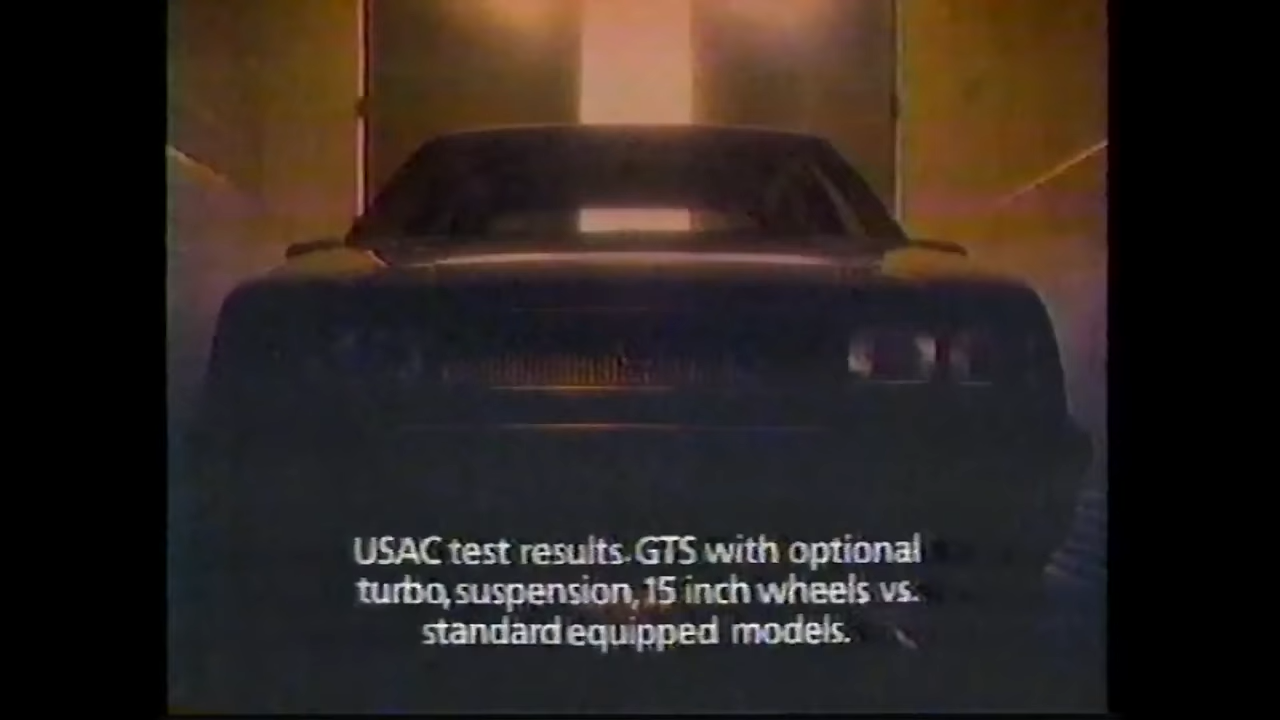 USAC test results. GTS with optional
turbo, suspension, 15 inch wheels vs.
standard equipped models.